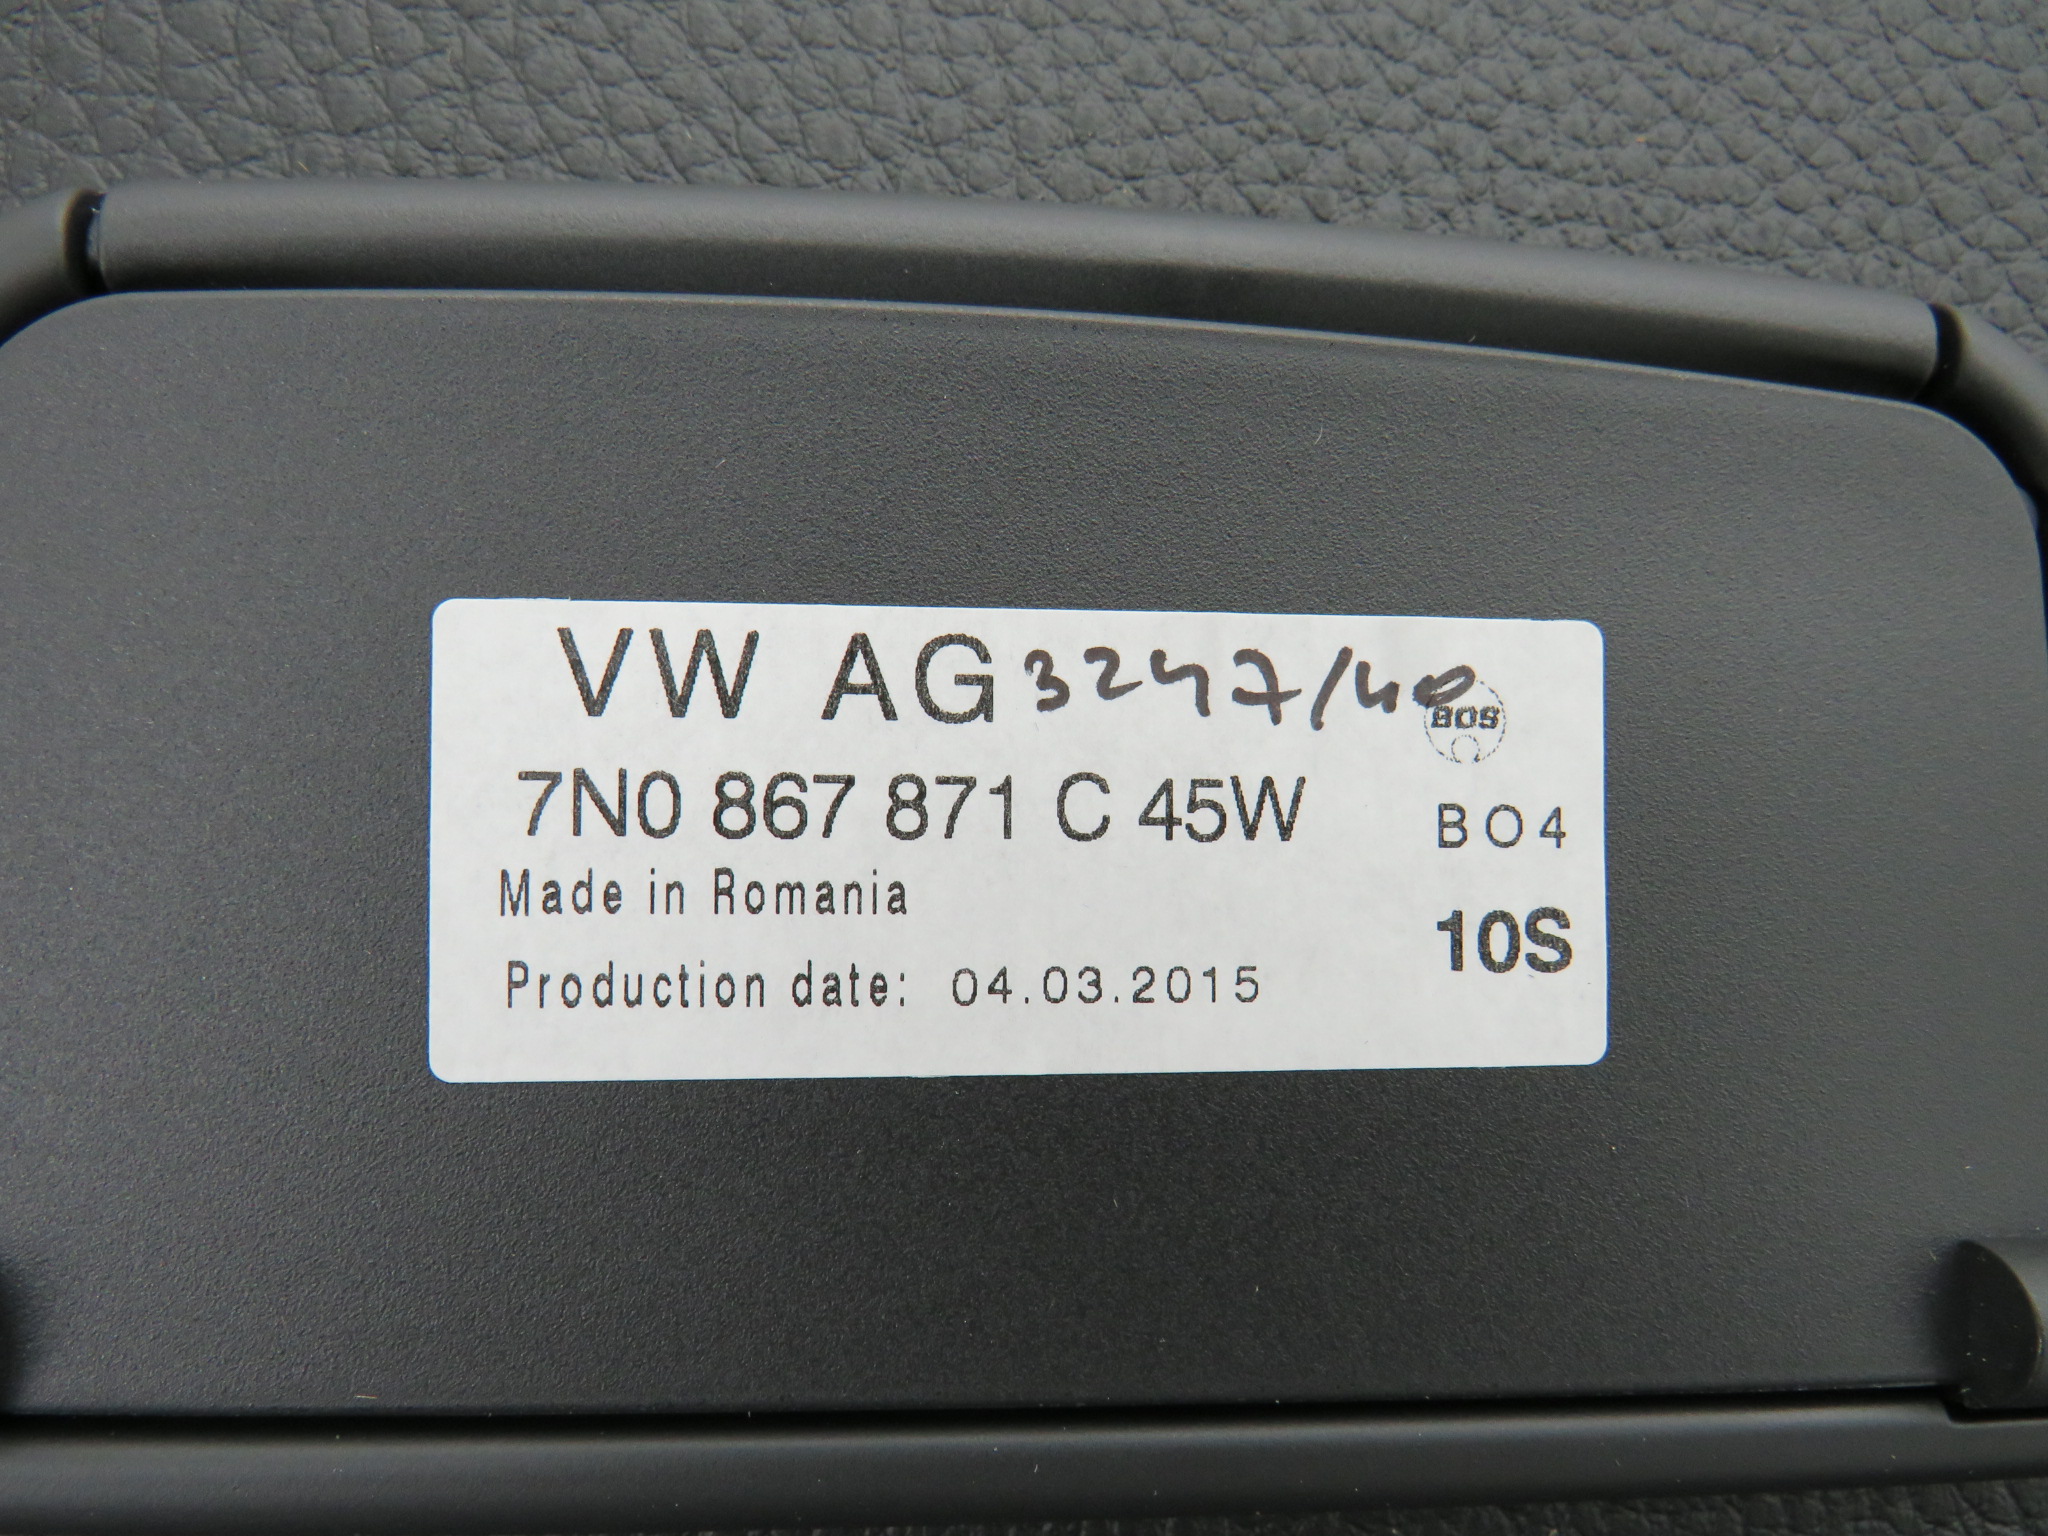 VW AG 3247/40
BOS
7N0 867 871 C 45W
BO4
Made in Romania
10S
Production date: 04.03.2015